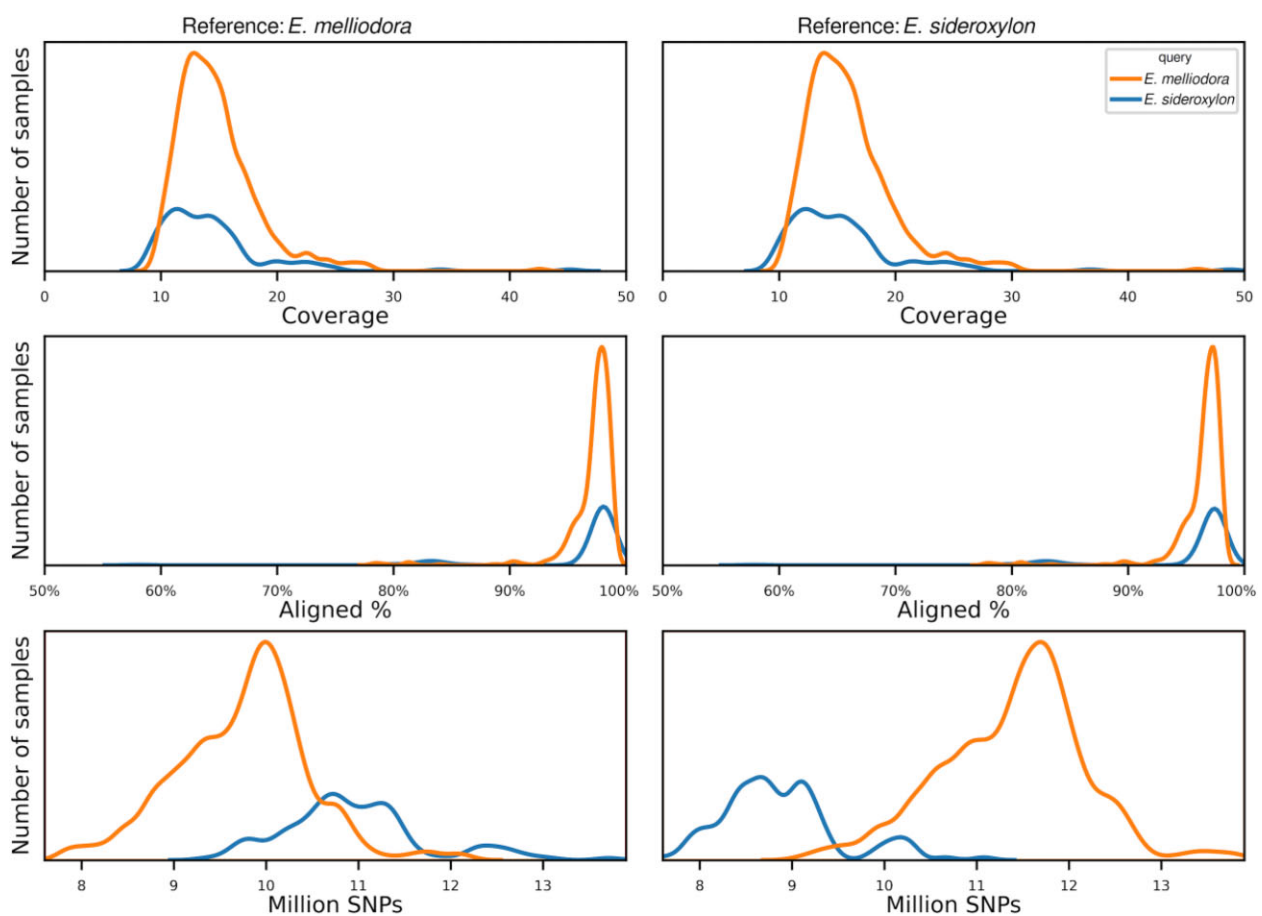 Reference: E. melliodora
Reference: E. sideroxylon
Number of samples
0 10 20 30 40 50
Coverage
query
E. melliodora
E. sideroxylon
0 10 20 30 40 50
Coverage
Number of samples
50% 60% 70% 80% 90% 100%
Aligned %
50% 60% 70% 80% 90% 100%
Aligned %
Number of samples
8 9 10 11 12 13
Million SNPs
8 9 10 11 12 13
Million SNPs